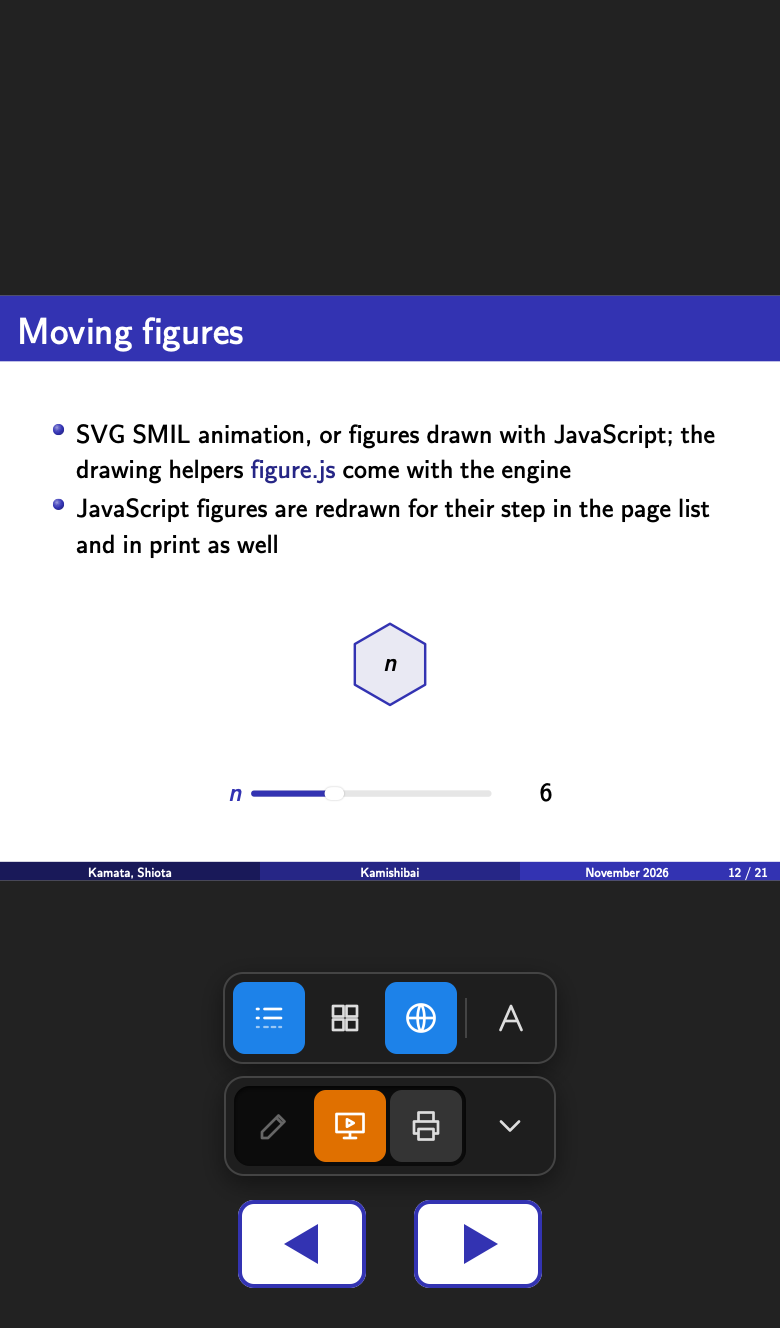 Moving figures
SVG SMIL animation, or figures drawn with JavaScript; the
drawing helpers figure.js come with the engine
JavaScript figures are redrawn for their step in the page list
and in print as well
n
n 6
Kamata, Shiota Kamishibai November 2026 12 / 21
A